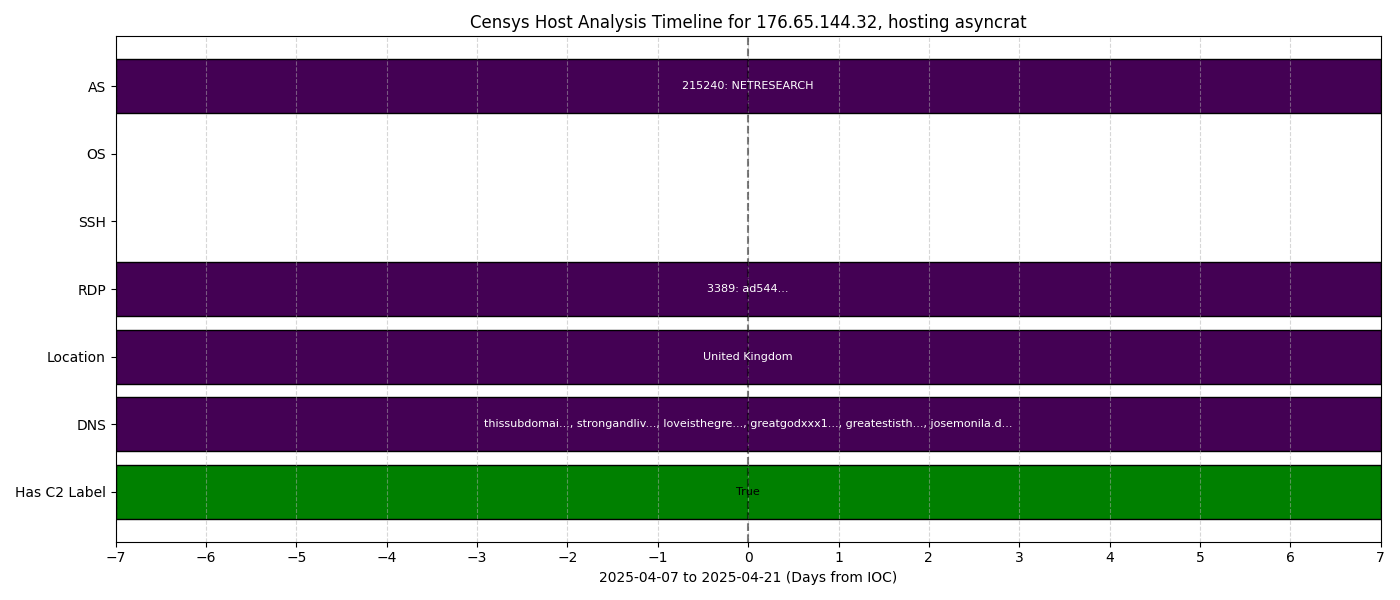 Censys Host Analysis Timeline for 176.65.144.32, hosting asyncrat
AS
215240: NETRESEARCH
OS
SSH
RDP
3389: ad544...
Location
United Kingdom
DNS
thissubdomai..., strongandliv..., loveisthegre..., greatgodxxx1..., greatestisth..., josemonila.d...
Has C2 Label
True
−7 −6 −5 −4 −3 −2 −1 0 1 2 3 4 5 6 7
2025-04-07 to 2025-04-21 (Days from IOC)